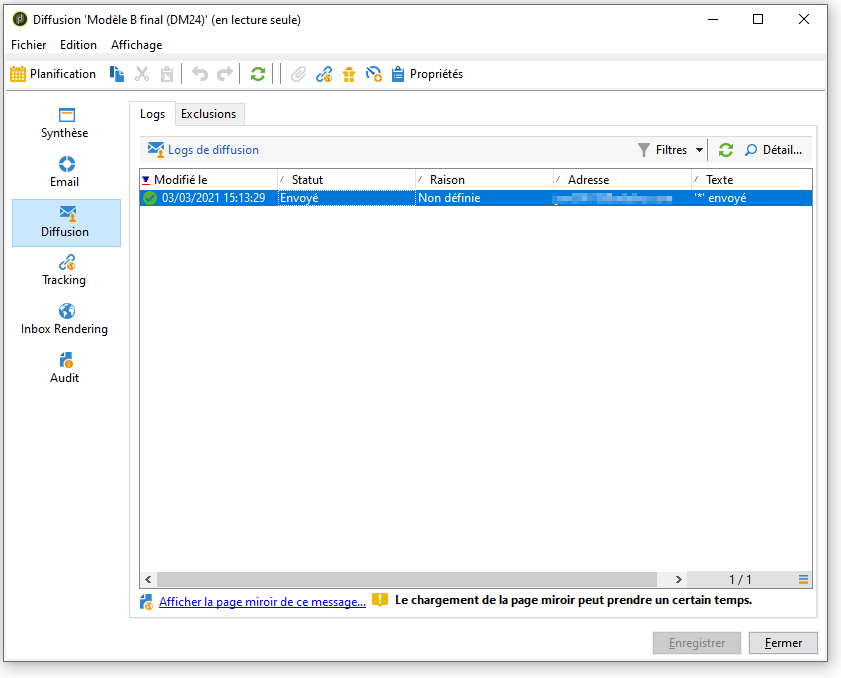 Diffusion 'Modèle B final (DM24)' (en lecture seule)
Fichier Edition Affichage
Planification Propriétés
Synthèse
Email
Diffusion
Tracking
Inbox Rendering
Audit
Logs Exclusions
Logs de diffusion Filtres Détail...
Modifié le Statut Raison Adresse Texte
03/03/2021 15:13:29 Envoyé Non définie '*' envoyé
1 / 1
Afficher la page miroir de ce message... Le chargement de la page miroir peut prendre un certain temps.
Enregistrer Fermer